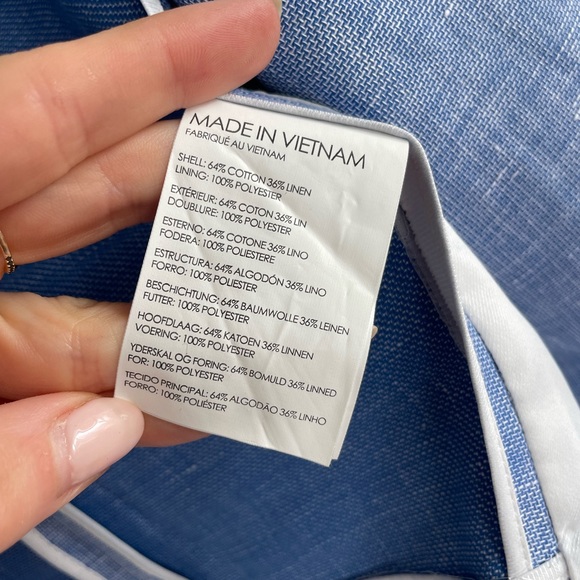 MADE IN VIETNAM
FABRIQUÉ AU VIETNAM
SHELL: 64% COTTON 36% LINEN
LINING: 100% POLYESTER
EXTÉRIEUR: 64% COTON 36% LIN
DOUBLURE: 100% POLYESTER
ESTERNO: 64% COTONE 36% LINO
FODERA: 100% POLIESTERE
ESTRUCTURA: 64% ALGODÓN 36% LINO
FORRO: 100% POLIÉSTER
BESCHICHTUNG: 64% BAUMWOLLE 36% LEINEN
FUTTER: 100% POLYESTER
HOOFDLAAG: 64% KATOEN 36% LINNEN
VOERING: 100% POLYESTER
YDERSKAL OG FORING: 64% BOMULD 36% LINNED
FOR: 100% POLYESTER
TECIDO PRINCIPAL: 64% ALGODÃO 36% LINHO
FORRO: 100% POLIÉSTER